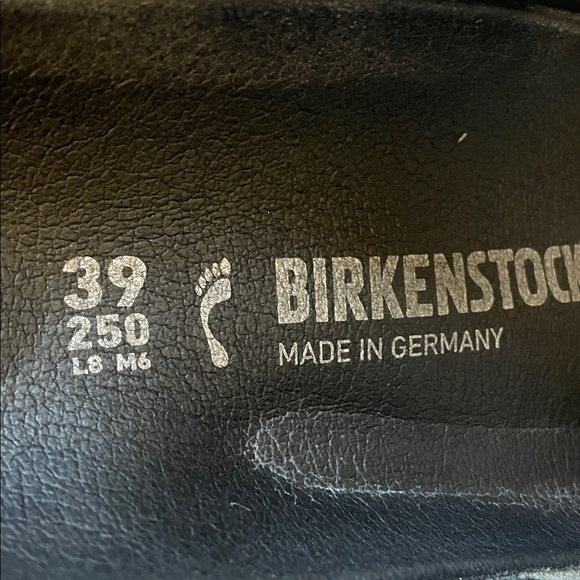 39
250
L8 M6
BIRKENSTOCK
MADE IN GERMANY